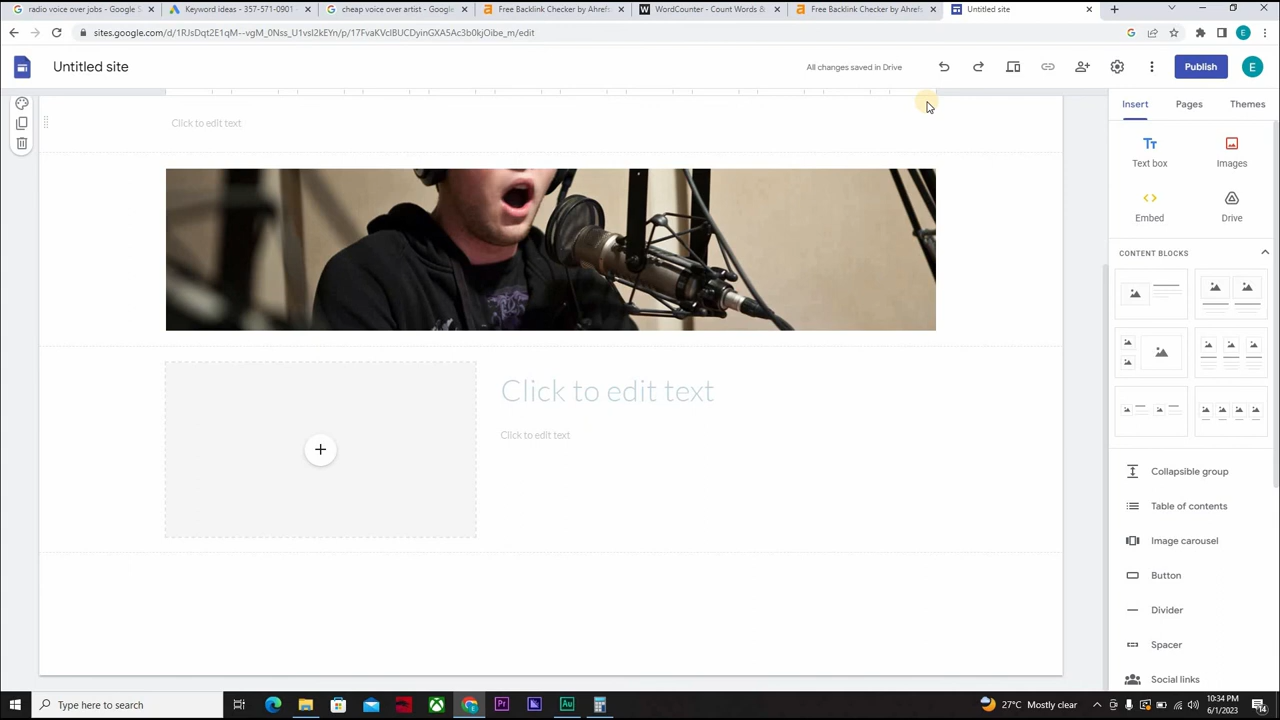 radio voice over jobs - Google S
Keyword ideas - 357-571-0901
cheap voice over artist - Google
Free Backlink Checker by Ahrefs
WordCounter - Count Words &
Free Backlink Checker by Ahrefs
Untitled site
sites.google.com/d/1RJsDqt2E1qM--vgM_0Nss_U1vsI2kEYn/p/17FvaKVclBUCDyinGXA5Ac3b0kjOibe_m/edit
E
Untitled site
All changes saved in Drive
Publish
E
Insert
Pages
Themes
Click to edit text
Tt
Text box
Images
Embed
Drive
CONTENT BLOCKS
Click to edit text
Click to edit text
Collapsible group
Table of contents
Image carousel
Button
Divider
Spacer
Social links
Type here to search
Pr
Au
27°C Mostly clear
10:34 PM
6/1/2023
14